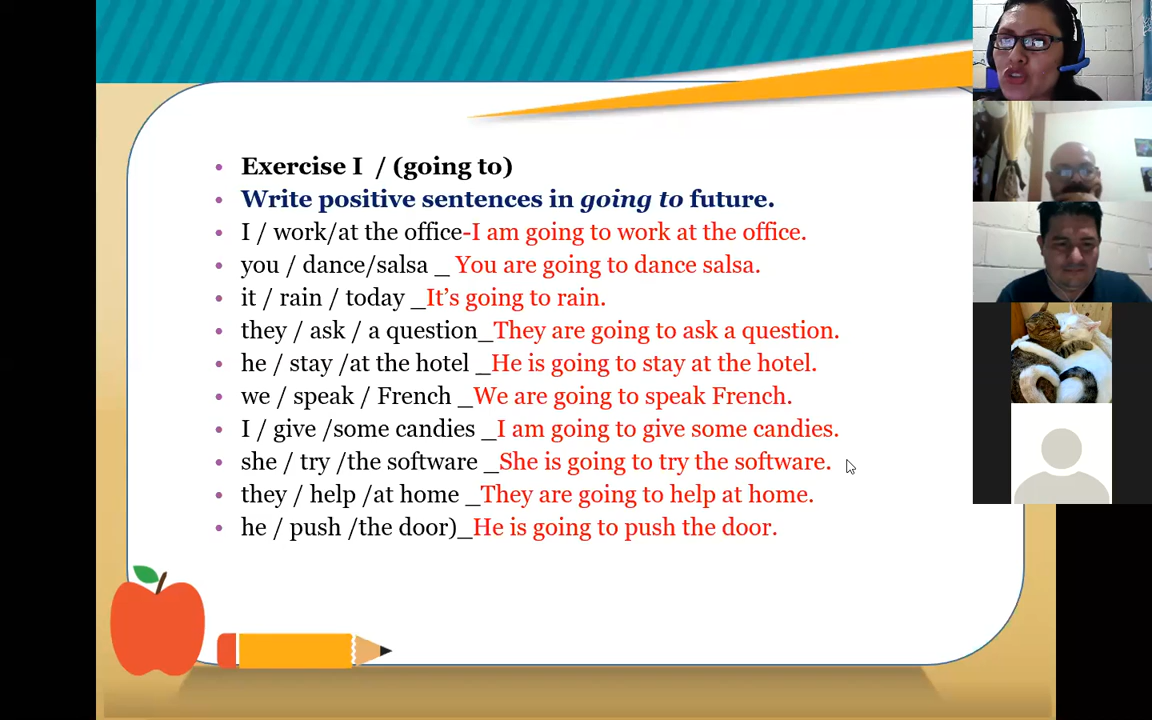 Exercise I / (going to)
Write positive sentences in going to future.
I / work/at the office-I am going to work at the office.
you / dance/salsa _ You are going to dance salsa.
it / rain / today _It's going to rain.
they / ask / a question_They are going to ask a question.
he / stay /at the hotel _He is going to stay at the hotel.
we / speak / French _We are going to speak French.
I / give /some candies _I am going to give some candies.
she / try /the software _She is going to try the software.
they / help /at home _They are going to help at home.
he / push /the door)_He is going to push the door.